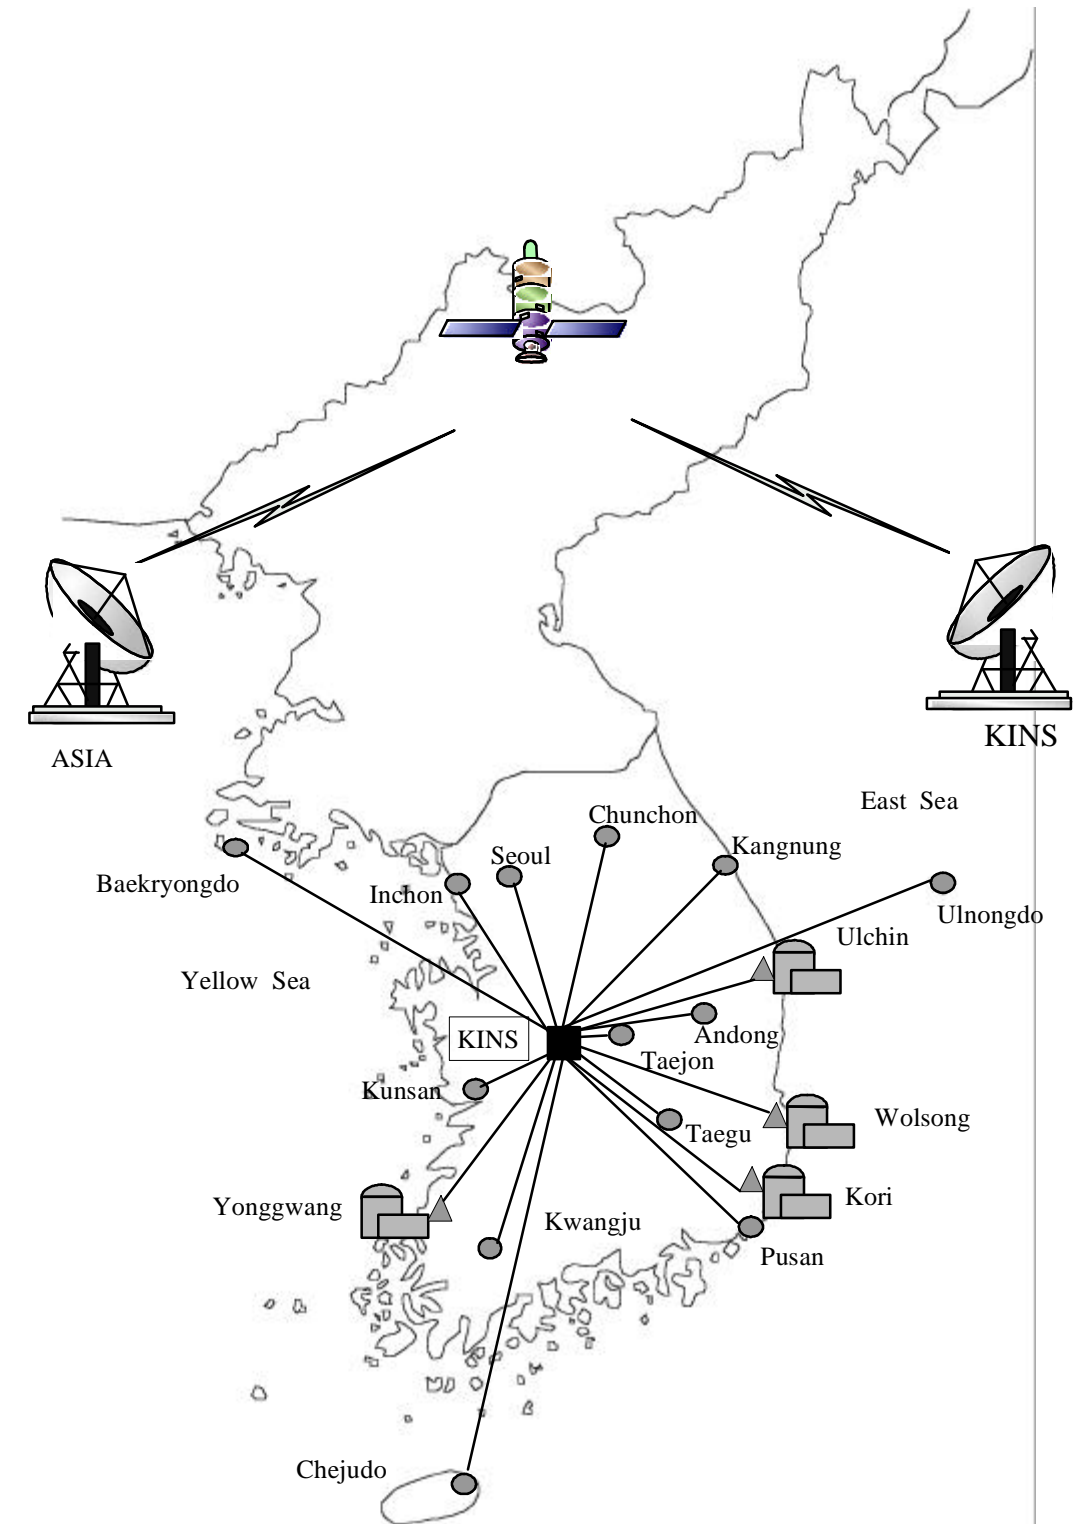 KINS
ASIA
East Sea
Chunchon
Kangnung
Seoul
Baekryongdo
Inchon
Ulnongdo
Ulchin
Yellow Sea
KINS
Andong
Taejon
Kunsan
Wolsong
Taegu
Yonggwang
Kori
Kwangju
Pusan
Chejudo